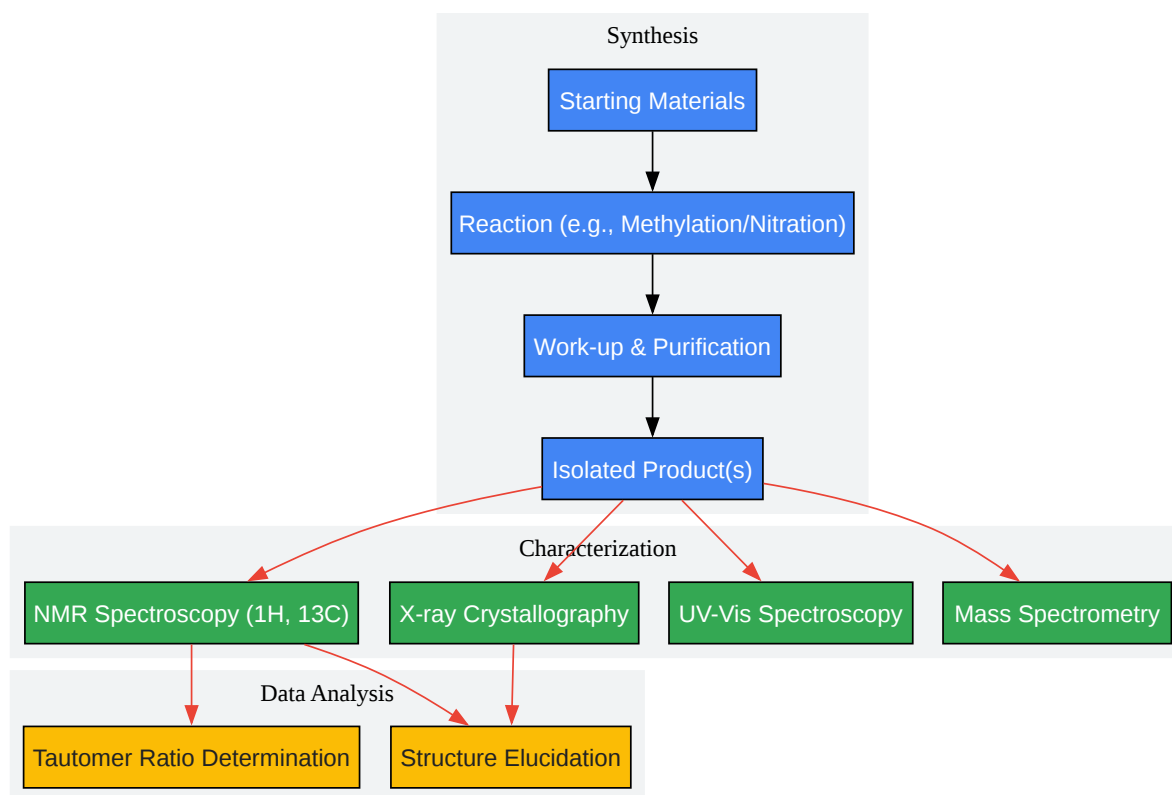 Synthesis
Starting Materials
Reaction (e.g., Methylation/Nitration)
Work-up & Purification
Isolated Product(s)
Characterization
NMR Spectroscopy (1H, 13C)
X-ray Crystallography
UV-Vis Spectroscopy
Mass Spectrometry
Data Analysis
Tautomer Ratio Determination
Structure Elucidation